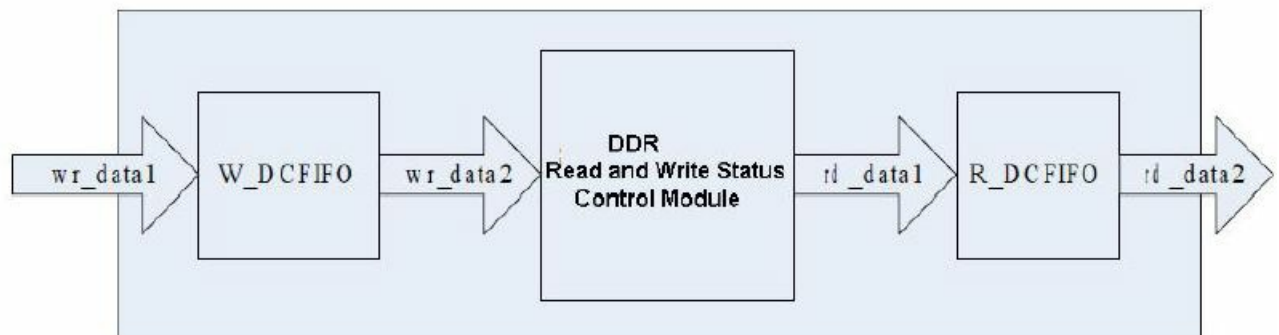 wr_data1
W_DCFIFO
wr_data2
DDR
Read and Write Status
Control Module
rd_data1
R_DCFIFO
rd_data2